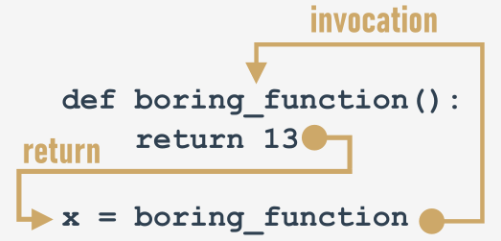 invocation
def boring_function():
return 13
return
x = boring_function